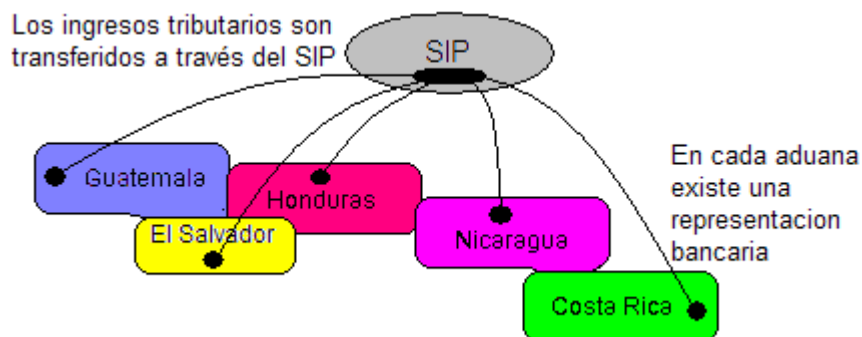 Los ingresos tributarios son
transferidos a través del SIP
SIP
Guatemala
Honduras
El Salvador
Nicaragua
Costa Rica
En cada aduana
existe una
representacion
bancaria